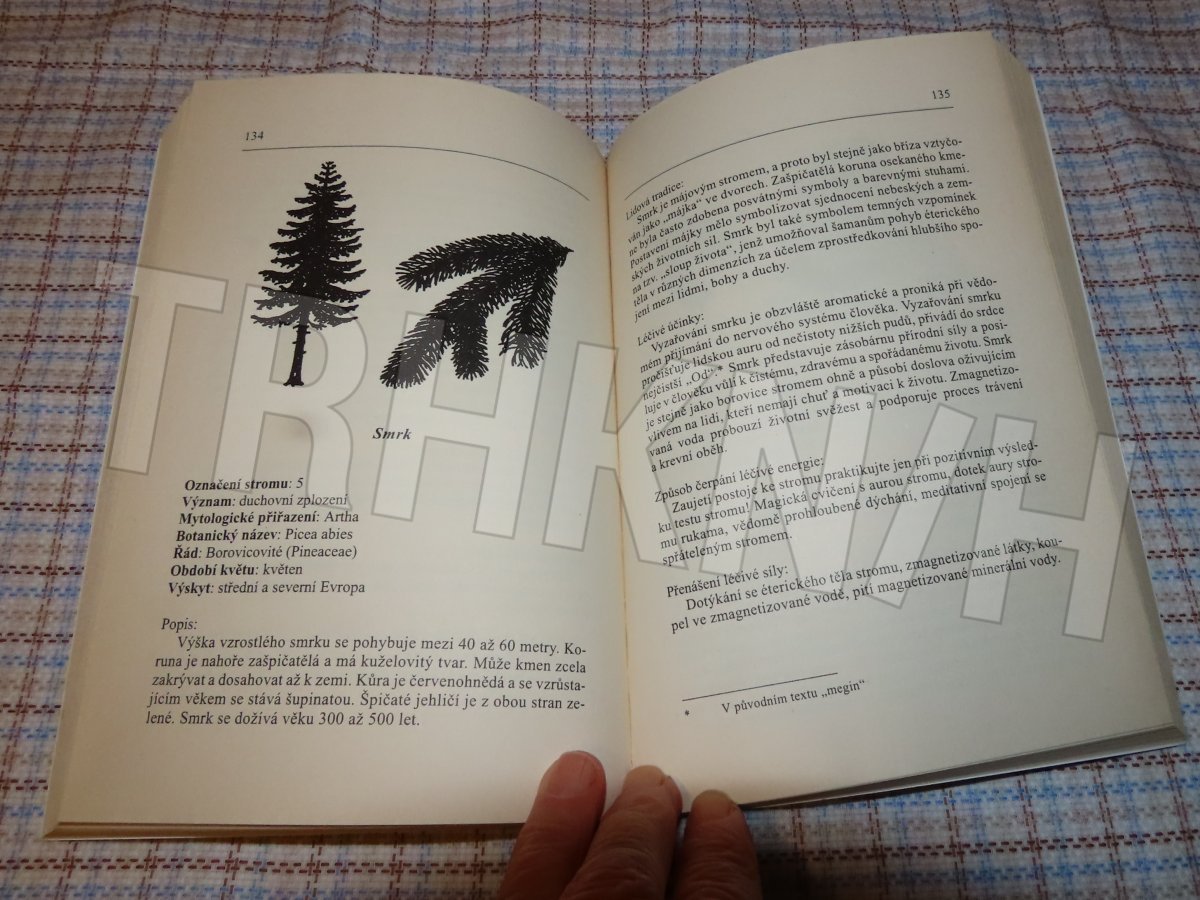 134
Smrk
Označení stromu: 5
Význam: duchovní zplození
Mytologické přiřazení: Artha
Botanický název: Picea abies
Řád: Borovicovité (Pineaceae)
Období květu: květen
Výskyt: střední a severní Evropa
Popis:
Výška vzrostlého smrku se pohybuje mezi 40 až 60 metry. Ko-
runa je nahoře zašpičatělá a má kuželovitý tvar. Může kmen zcela
zakrývat a dosahovat až k zemi. Kůra je červenohnědá a se vzrůsta-
jícím věkem se stává šupinatou. Špičaté jehličí je z obou stran ze-
lené. Smrk se dožívá věku 300 až 500 let.
135
Lidová tradice:
Smrk je májovým stromem, a proto byl stejně jako bříza vztyčo-
ván jako „májka“ ve dvorech. Zašpičatělá koruna osekaného kme-
ne byla často zdobena posvátnými symboly a barevnými stuhami.
Postavení májky mělo symbolizovat sjednocení nebeských a zem-
ských životních sil. Smrk byl také symbolem temných vzpomínek
na tzv. „sloup života“, jenž umožňoval šamanům pohyb éterického
těla v různých dimenzích za účelem zprostředkování hlubšího spo-
jení mezi lidmi, bohy a duchy.
Léčivé účinky:
Vyzařování smrku je obzvláště aromatické a proniká při vědo-
mém přijímání do nervového systému člověka. Vyzařování smrku
pročišťuje lidskou auru od nečistoty nižších pudů, přivádí do srdce
nejčistší „Od“.* Smrk představuje zásobárnu přírodní síly a posi-
luje v člověku vůli k čistému, zdravému a spořádanému životu. Smrk
je stejně jako borovice stromem ohně a působí doslova oživujícím
vlivem na lidi, kteří nemají chuť a motivaci k životu. Zmagnetizo-
vaná voda probouzí životní svěžest a podporuje proces trávení
a krevní oběh.
Způsob čerpání léčivé energie:
Zaujetí postoje ke stromu praktikujte jen při pozitivním výsled-
ku testu stromu! Magická cvičení s aurou stromu, dotek aury stro-
mu rukama, vědomě prohloubené dýchání, meditativní spojení se
spřáteleným stromem.
Přenášení léčivé síly:
Dotýkání se éterického těla stromu, zmagnetizované látky, kou-
pel ve zmagnetizované vodě, pití magnetizované minerální vody.
* V původním textu „megin“
TRHKNIH